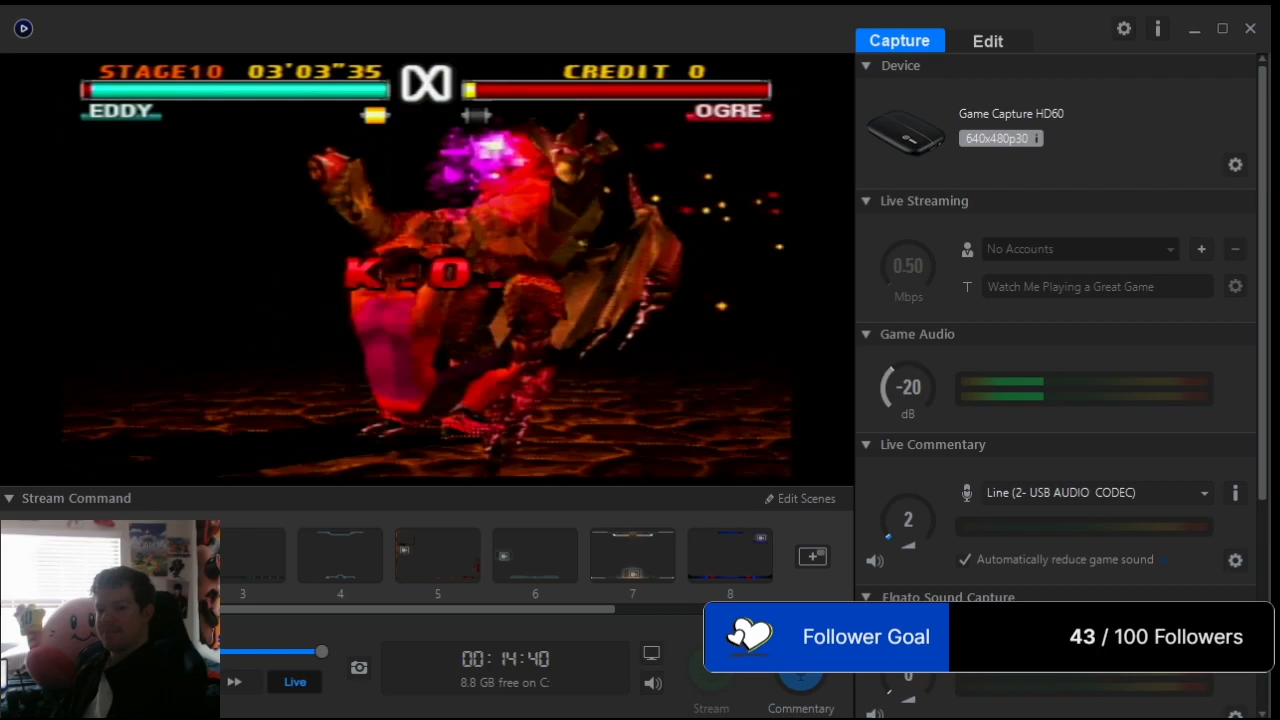 Capture
Edit
STAGE10 03'03"35
CREDIT 0
EDDY
OGRE
K.O.
Device
Game Capture HD60
640x480p30 i
Live Streaming
0.50
Mbps
No Accounts
T Watch Me Playing a Great Game
Game Audio
-20
dB
Live Commentary
2
Line (2- USB AUDIO CODEC)
Automatically reduce game sound
Elgato Sound Capture
Stream Command
Edit Scenes
3 4 5 6 7 8
Follower Goal
43 / 100 Followers
00:14:40
8.8 GB free on C:
Live
Stream
Commentary
0